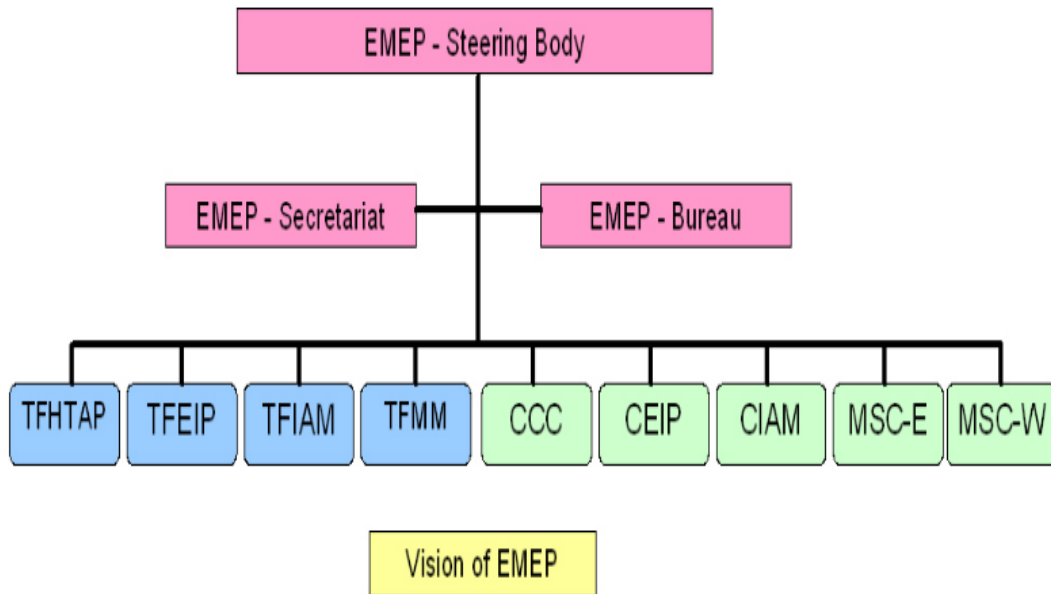 EMEP - Steering Body
EMEP - Secretariat
EMEP - Bureau
TFHTAP
TFEIP
TFIAM
TFMM
CCC
CEIP
CIAM
MSC-E
MSC-W
Vision of EMEP